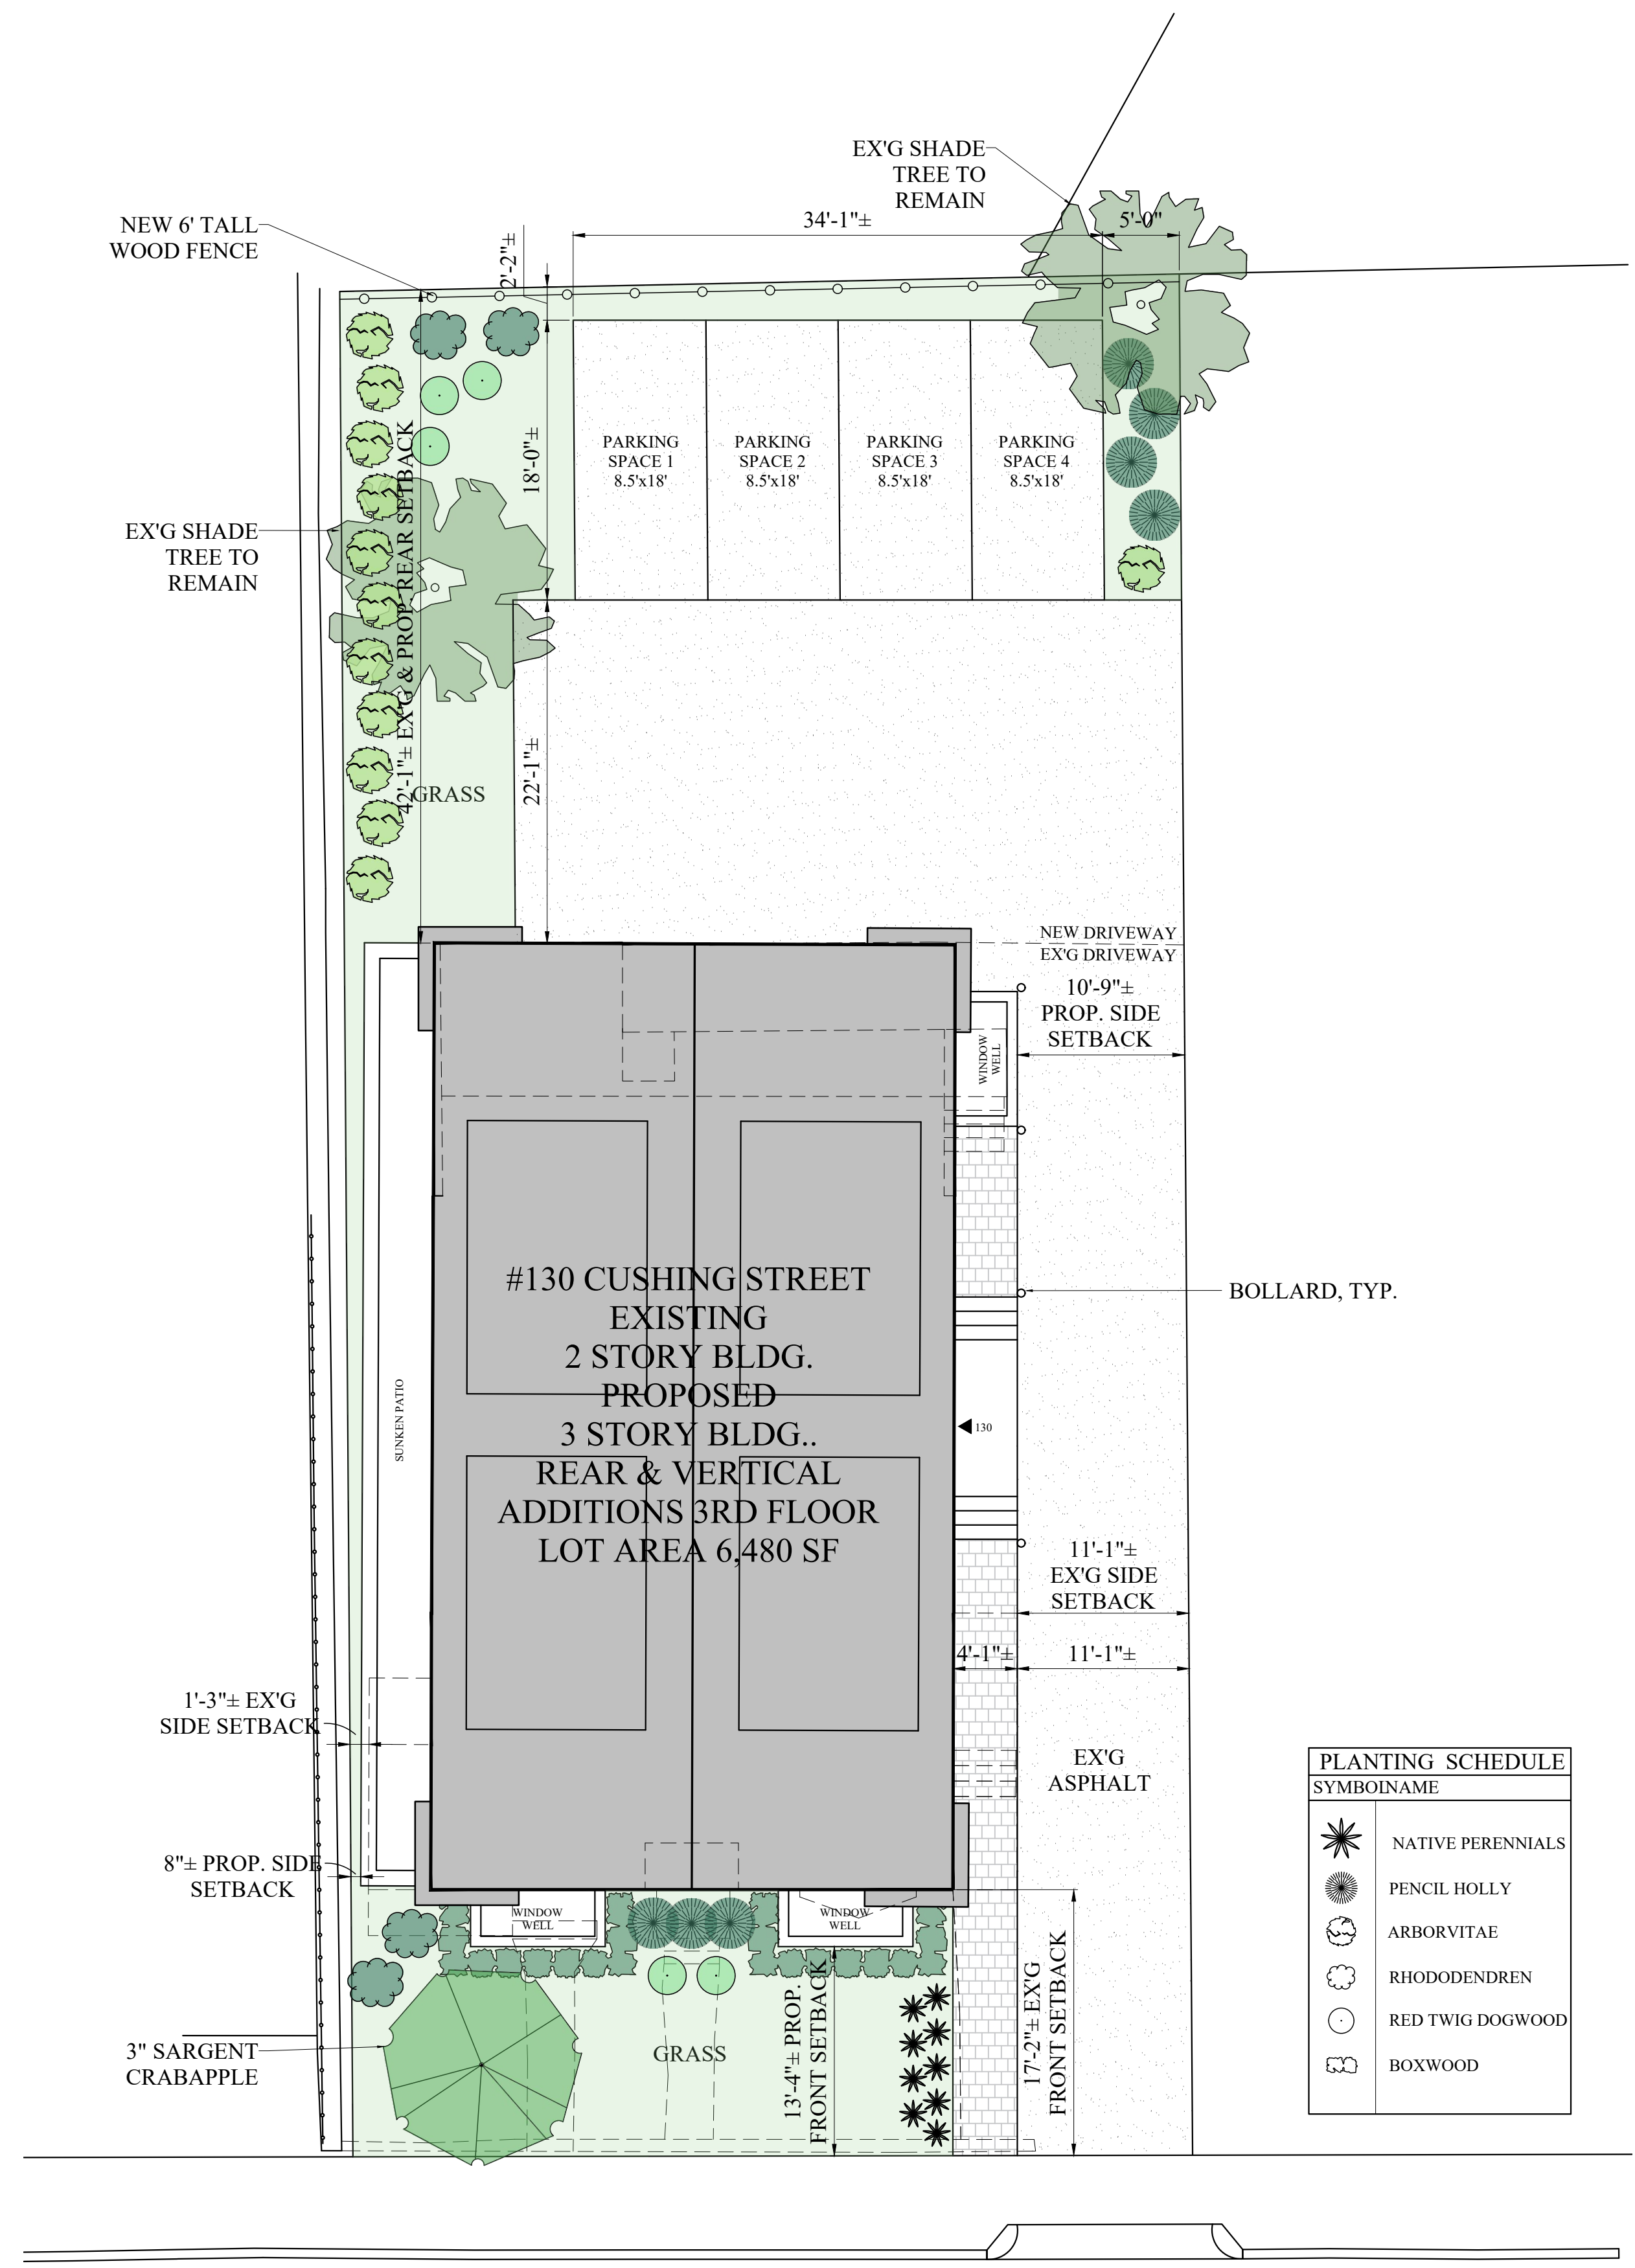 EX'G SHADE
TREE TO
REMAIN
34'-1"±
5'-0"
NEW 6' TALL
WOOD FENCE
2'-2"±
18'-0"±
PARKING
SPACE 1
8.5'x18'
PARKING
SPACE 2
8.5'x18'
PARKING
SPACE 3
8.5'x18'
PARKING
SPACE 4
8.5'x18'
EX'G SHADE
TREE TO
REMAIN
42'-1"± EX'G & PROP. REAR SETBACK
22'-1"±
GRASS
NEW DRIVEWAY
EX'G DRIVEWAY
10'-9"±
PROP. SIDE
SETBACK
WINDOW
WELL
#130 CUSHING STREET
EXISTING
2 STORY BLDG.
PROPOSED
3 STORY BLDG..
REAR & VERTICAL
ADDITIONS 3RD FLOOR
LOT AREA 6,480 SF
BOLLARD, TYP.
SUNKEN PATIO
130
11'-1"±
EX'G SIDE
SETBACK
4'-1"±
11'-1"±
1'-3"± EX'G
SIDE SETBACK
EX'G
ASPHALT
8"± PROP. SIDE
SETBACK
WINDOW
WELL
WINDOW
WELL
13'-4"± PROP.
FRONT SETBACK
17'-2"± EX'G
FRONT SETBACK
3" SARGENT
CRABAPPLE
GRASS
PLANTING SCHEDULE
SYMBOL NAME
NATIVE PERENNIALS
PENCIL HOLLY
ARBORVITAE
RHODODENDREN
RED TWIG DOGWOOD
BOXWOOD